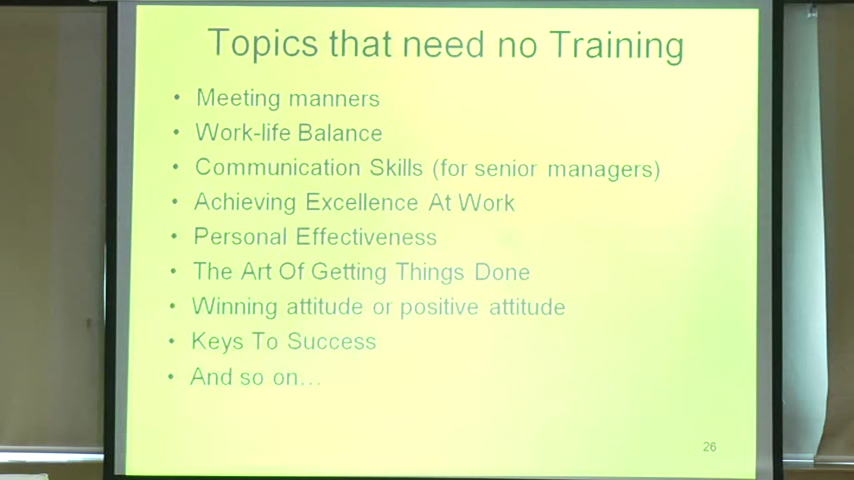 Topics that need no Training
• Meeting manners
• Work-life Balance
• Communication Skills (for senior managers)
• Achieving Excellence At Work
• Personal Effectiveness
• The Art Of Getting Things Done
• Winning attitude or positive attitude
• Keys To Success
• And so on...
26